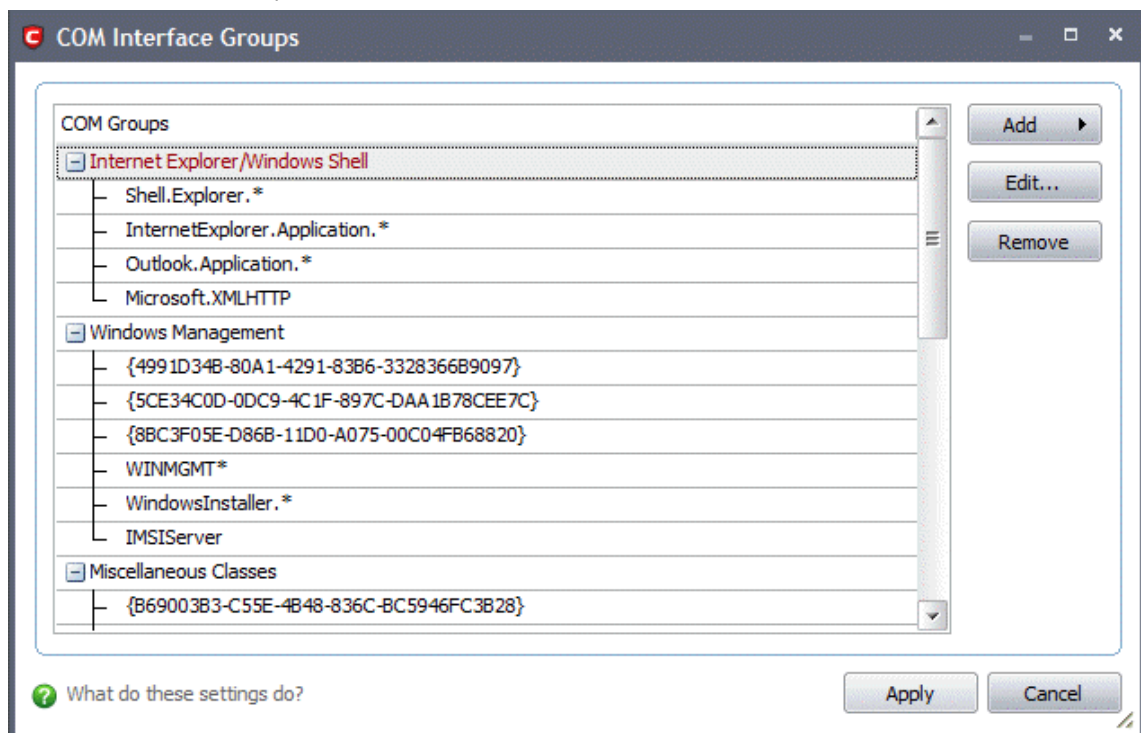 COM Interface Groups
COM Groups
Add
Internet Explorer/Windows Shell
Edit...
Shell.Explorer.*
InternetExplorer.Application.*
Remove
Outlook.Application.*
Microsoft.XMLHTTP
Windows Management
{4991D34B-80A1-4291-83B6-3328366B9097}
{5CE34C0D-0DC9-4C1F-897C-DAA1B78CEE7C}
{8BC3F05E-D86B-11D0-A075-00C04FB68820}
WINMGMT*
WindowsInstaller.*
IMSIServer
Miscellaneous Classes
{B69003B3-C55E-4B48-836C-BC5946FC3B28}
What do these settings do?
Apply
Cancel